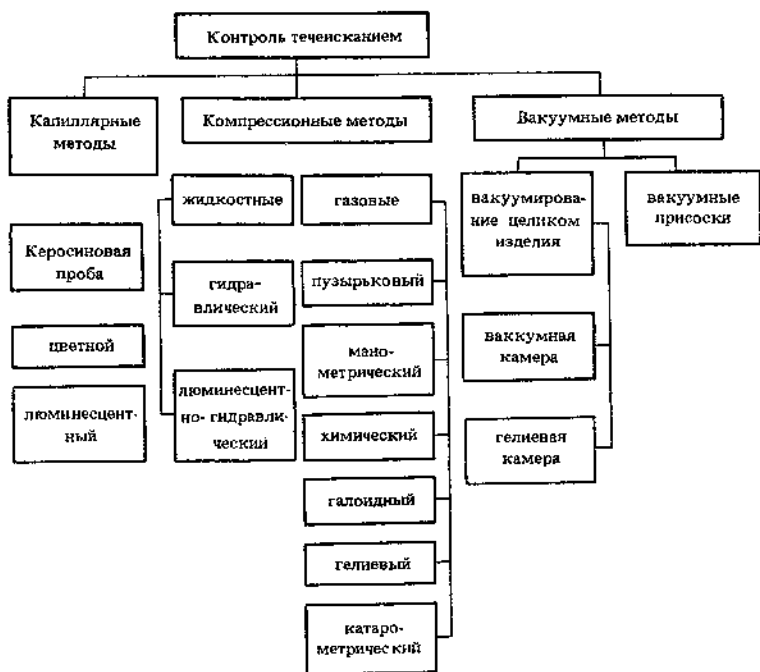 Контроль течеисканием
Капиллярные
методы
Компрессионные методы
Вакуумные методы
жидкостные
газовые
вакуумирова-
ние целиком
изделия
вакуумные
присоски
Керосиновая
проба
гидра-
влический
пузырьковый
цветной
мано-
метрический
ваккумная
камера
люминесцент-
ный
люминесцент-
но-гидравли-
ческий
химический
гелиевая
камера
галоидный
гелиевый
катаро-
метрический